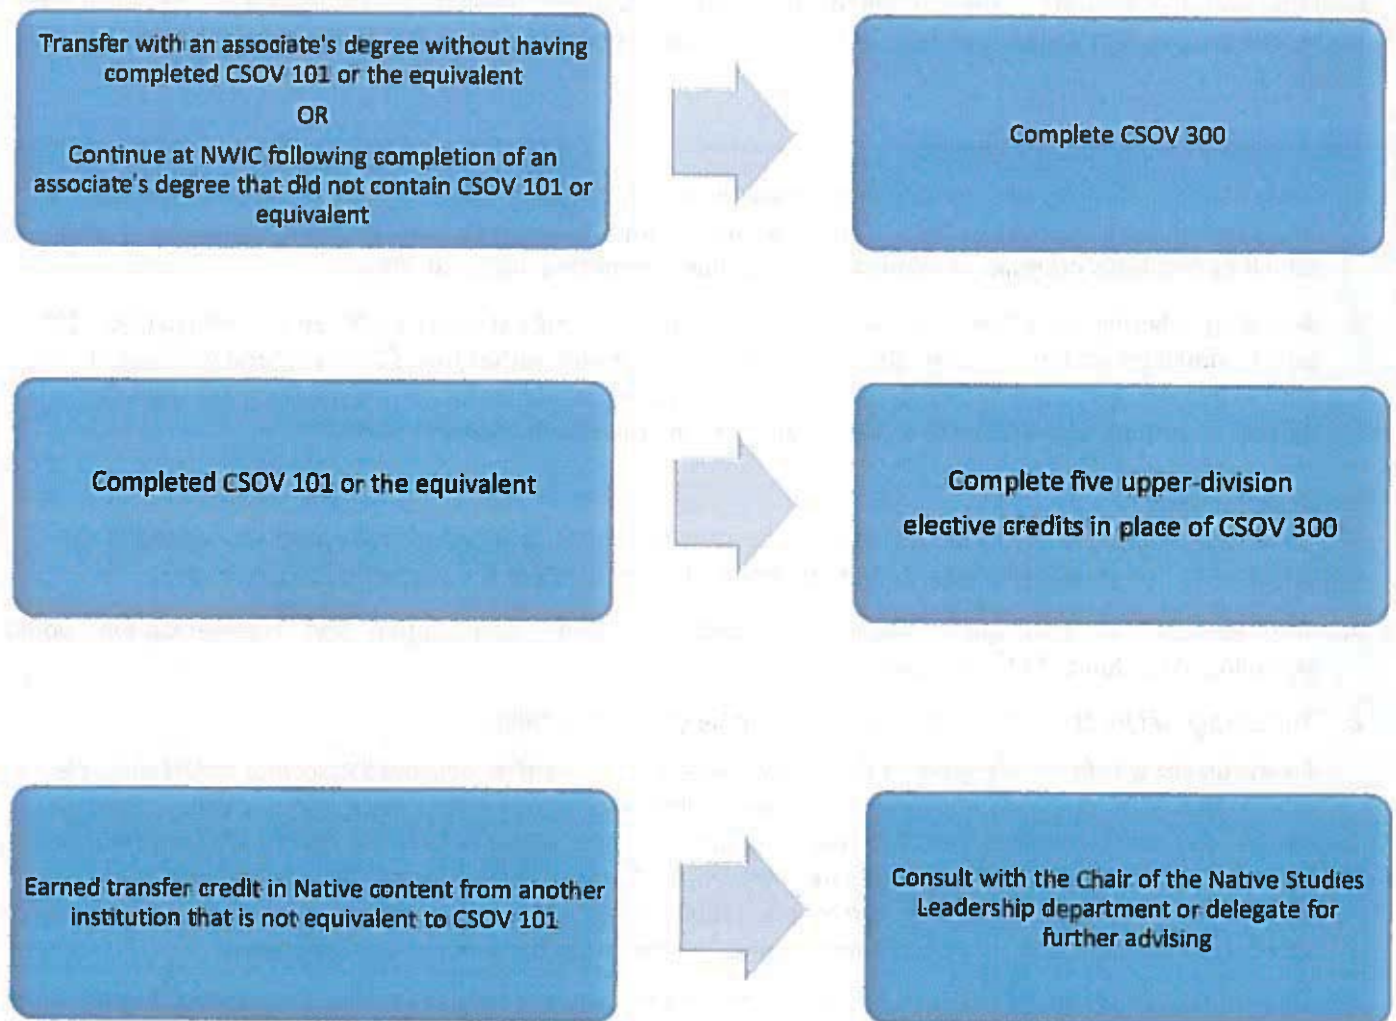 Transfer with an associate's degree without having
completed CSOV 101 or the equivalent
OR
Continue at NWIC following completion of an
associate's degree that did not contain CSOV 101 or
equivalent
Complete CSOV 300
Completed CSOV 101 or the equivalent
Complete five upper-division
elective credits in place of CSOV 300
Earned transfer credit in Native content from another
institution that is not equivalent to CSOV 101
Consult with the Chair of the Native Studies
Leadership department or delegate for
further advising